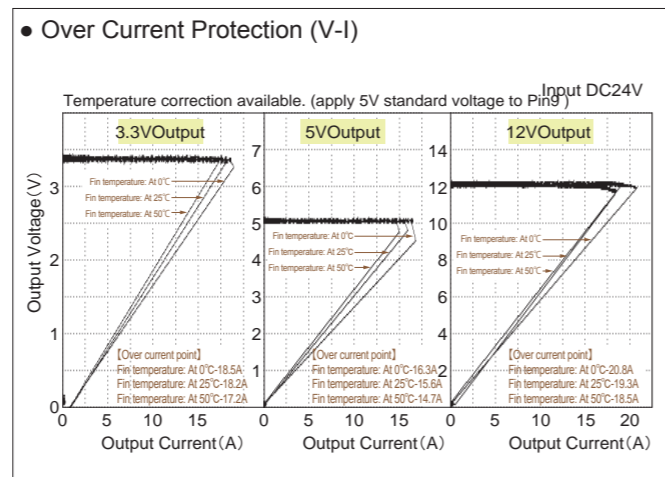 ● Over Current Protection (V-I)
Input DC24V
Temperature correction available. (apply 5V standard voltage to Pin9 )
3.3VOutput
5VOutput
12VOutput
Output Voltage(V)
3
2
1
0
Fin temperature: At 0℃
Fin temperature: At 25℃
Fin temperature: At 50℃
【Over current point】
Fin temperature: At 0℃-18.5A
Fin temperature: At 25℃-18.2A
Fin temperature: At 50℃-17.2A
0 5 10 15
Output Current(A)
7
6
5
4
3
2
1
0
Fin temperature: At 0℃
Fin temperature: At 25℃
Fin temperature: At 50℃
【Over current point】
Fin temperature: At 0℃-16.3A
Fin temperature: At 25℃-15.6A
Fin temperature: At 50℃-14.7A
0 5 10 15
Output Current(A)
14
12
10
8
6
4
2
Fin temperature: At 0℃
Fin temperature: At 25℃
Fin temperature: At 50℃
【Over current point】
Fin temperature: At 0℃-20.8A
Fin temperature: At 25℃-19.3A
Fin temperature: At 50℃-18.5A
0 5 10 15 20
Output Current(A)